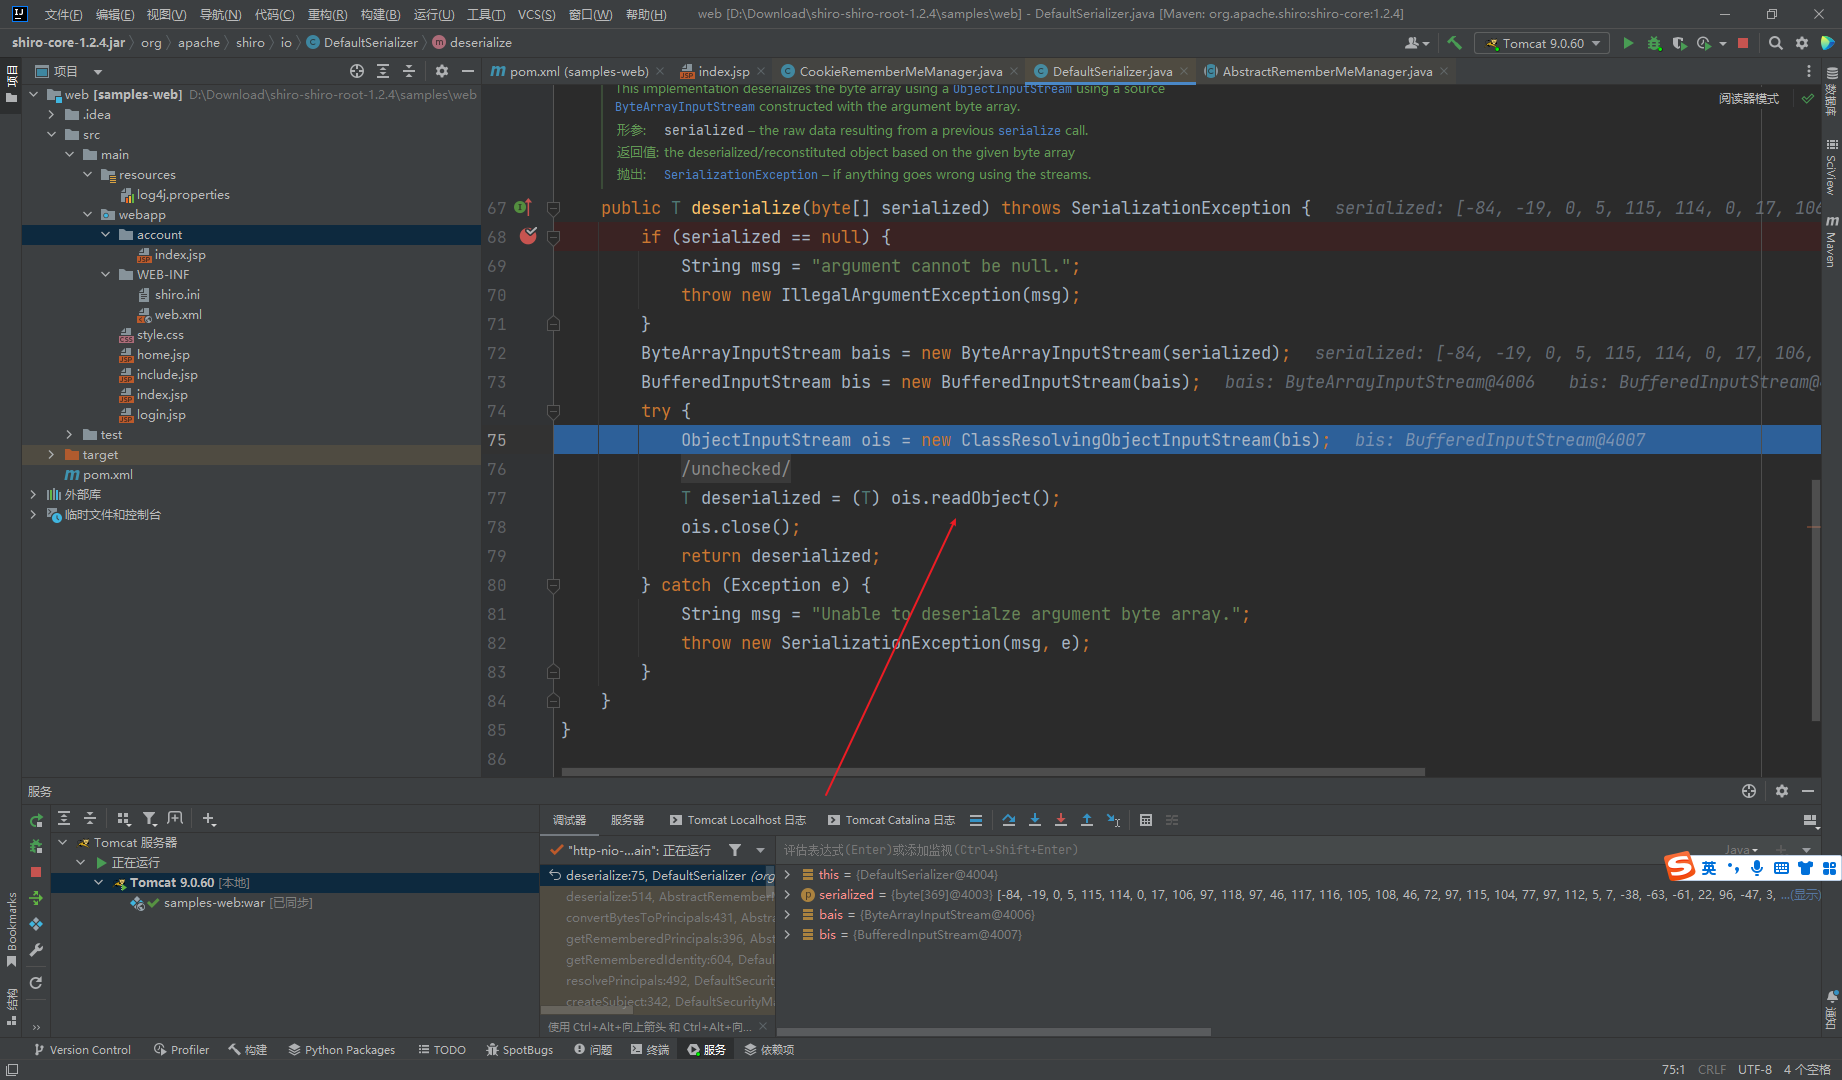 文件(F) 编辑(E) 视图(V) 导航(N) 代码(C) 重构(R) 构建(B) 运行(U) 工具(T) VCS(S) 窗口(W) 帮助(H) web [D:\Download\shiro-shiro-root-1.2.4\samples\web] - DefaultSerializer.java [Maven: org.apache.shiro:shiro-core:1.2.4]
shiro-core-1.2.4.jar org apache shiro io DefaultSerializer deserialize Tomcat 9.0.60
项目 pom.xml (samples-web) index.jsp CookieRememberMeManager.java DefaultSerializer.java AbstractRememberMeManager.java
web [samples-web] D:\Download\shiro-shiro-root-1.2.4\samples\web
.idea
src
main
resources
log4j.properties
webapp
account
index.jsp
WEB-INF
shiro.ini
web.xml
style.css
home.jsp
include.jsp
index.jsp
login.jsp
test
target
pom.xml
外部库
临时文件和控制台
This implementation deserializes the byte array using a ObjectInputStream using a source
ByteArrayInputStream constructed with the argument byte array.
阅读器模式
形参: serialized – the raw data resulting from a previous serialize call.
返回值: the deserialized/reconstituted object based on the given byte array
抛出: SerializationException – if anything goes wrong using the streams.
67 public T deserialize(byte[] serialized) throws SerializationException { serialized: [-84, -19, 0, 5, 115, 114, 0, 17, 106
68 if (serialized == null) {
69 String msg = "argument cannot be null.";
70 throw new IllegalArgumentException(msg);
71 }
72 ByteArrayInputStream bais = new ByteArrayInputStream(serialized); serialized: [-84, -19, 0, 5, 115, 114, 0, 17, 106,
73 BufferedInputStream bis = new BufferedInputStream(bais); bais: ByteArrayInputStream@4006 bis: BufferedInputStream@
74 try {
75 ObjectInputStream ois = new ClassResolvingObjectInputStream(bis); bis: BufferedInputStream@4007
76 /unchecked/
77 T deserialized = (T) ois.readObject();
78 ois.close();
79 return deserialized;
80 } catch (Exception e) {
81 String msg = "Unable to deserialze argument byte array.";
82 throw new SerializationException(msg, e);
83 }
84 }
85 }
86
项目
数据库
SciView
Maven
服务
调试器 服务器 Tomcat Localhost 日志 Tomcat Catalina 日志
Tomcat 服务器
正在运行
Tomcat 9.0.60 [本地]
samples-web:war [已同步]
"http-nio-...ain": 正在运行
deserialize:75, DefaultSerializer (org
deserialize:514, AbstractRememberM
convertBytesToPrincipals:431, Abstra
getRememberedPrincipals:396, Abst
getRememberedIdentity:604, Defaul
resolvePrincipals:492, DefaultSecurit
createSubject:342, DefaultSecurityMa
使用 Ctrl+Alt+向上箭头 和 Ctrl+Alt+向...
评估表达式(Enter)或添加监视(Ctrl+Shift+Enter) Java
this = {DefaultSerializer@4004}
serialized = {byte[369]@4003} [-84, -19, 0, 5, 115, 114, 0, 17, 106, 97, 118, 97, 46, 117, 116, 105, 108, 46, 72, 97, 115, 104, 77, 97, 112, 5, 7, -38, -63, -61, 22, 96, -47, 3, ...(显示)
bais = {ByteArrayInputStream@4006}
bis = {BufferedInputStream@4007}
英
Bookmarks
结构
通知
Version Control Profiler 构建 Python Packages TODO SpotBugs 问题 终端 服务 依赖项
75:1 CRLF UTF-8 4 个空格